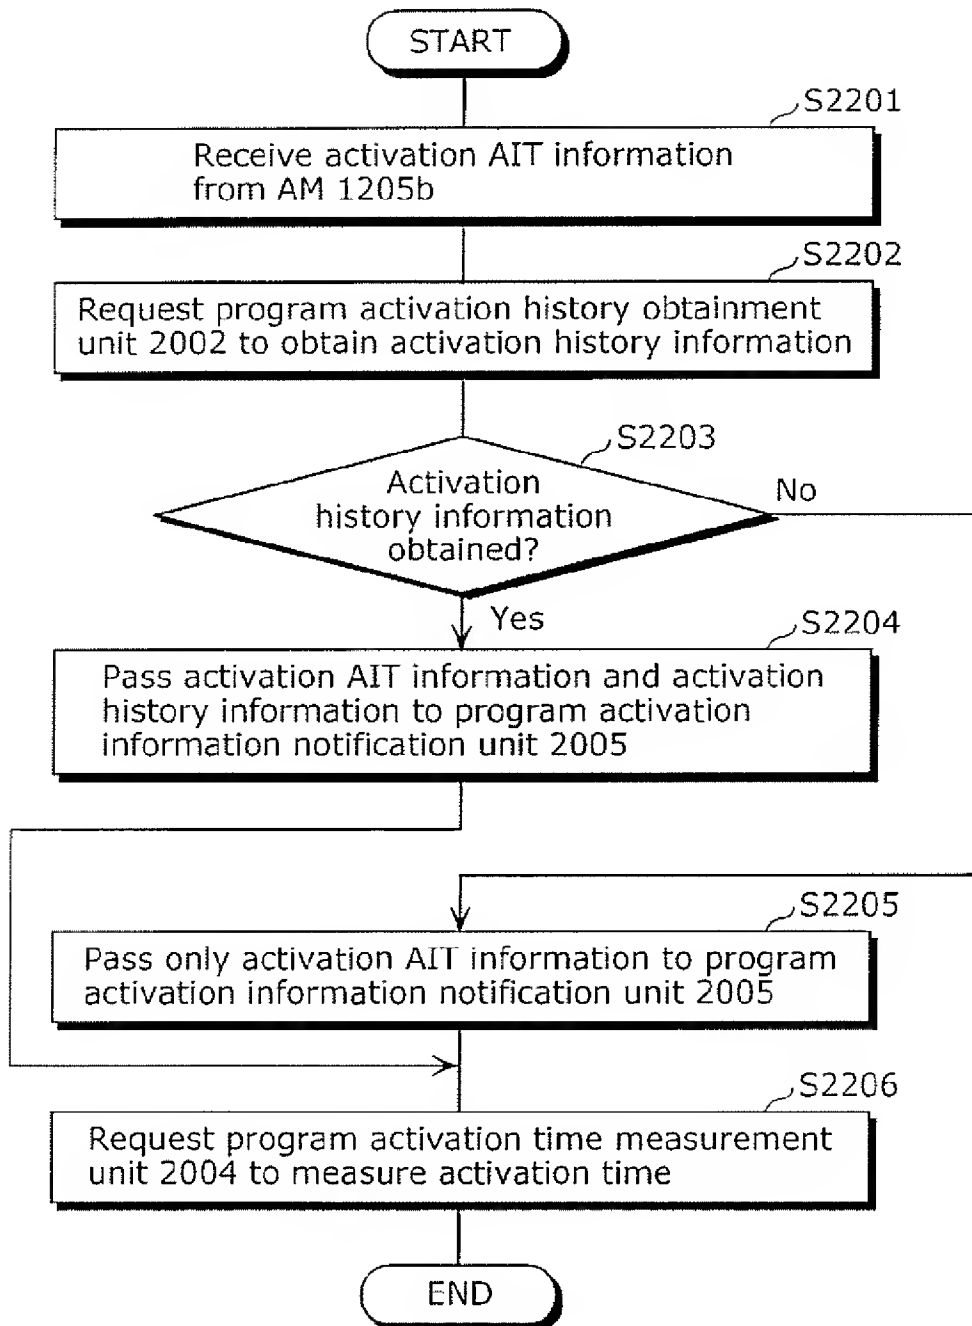 START
S2201
Receive activation AIT information
from AM 1205b
S2202
Request program activation history obtainment
unit 2002 to obtain activation history information
S2203
Activation
history information
obtained?
No
Yes
S2204
Pass activation AIT information and activation
history information to program activation
information notification unit 2005
S2205
Pass only activation AIT information to program
activation information notification unit 2005
S2206
Request program activation time measurement
unit 2004 to measure activation time
END